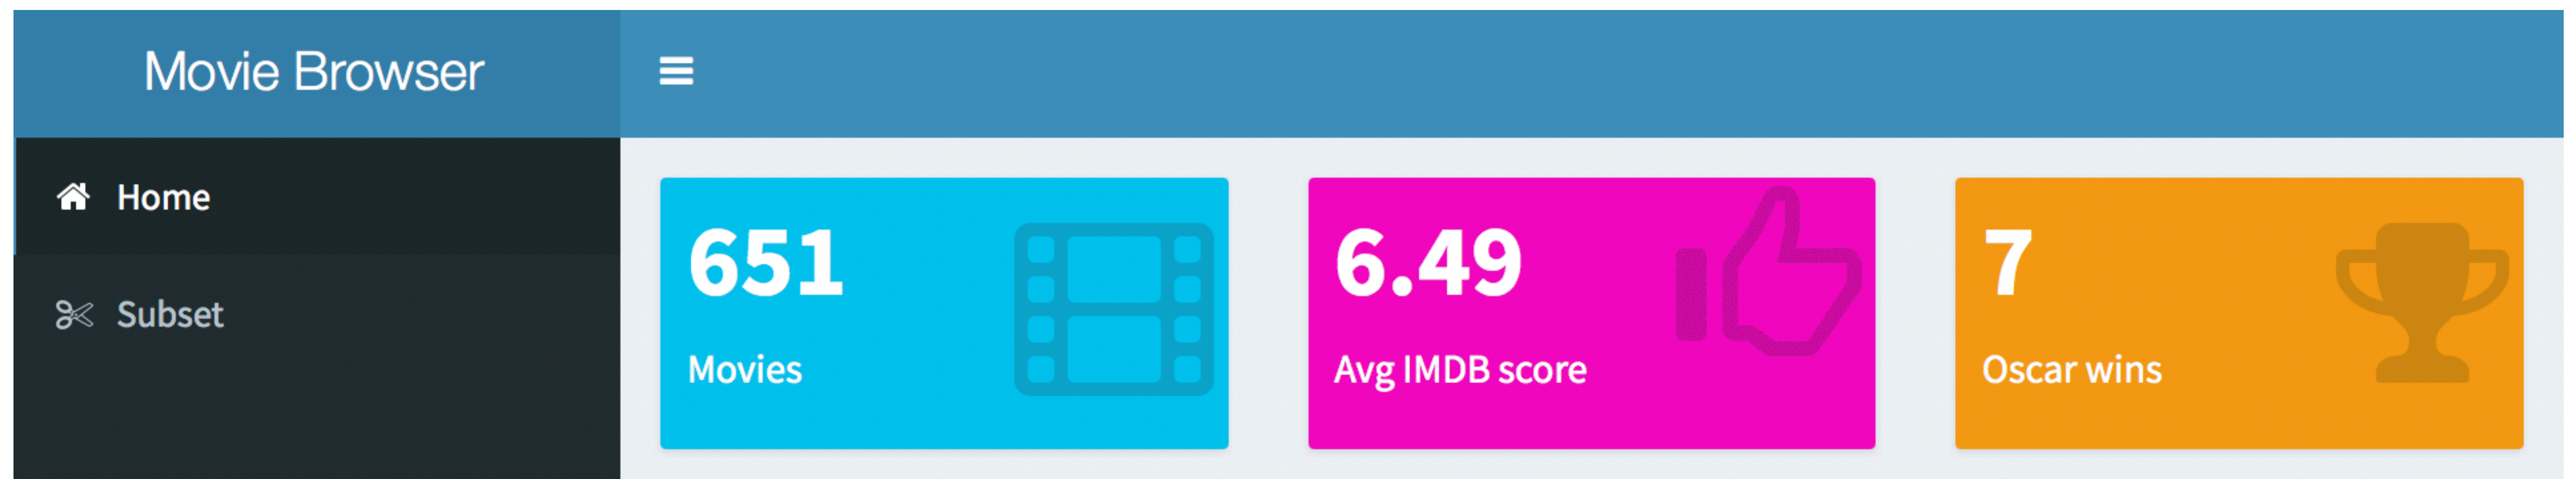 Movie Browser
Home
Subset
651
Movies
6.49
Avg IMDB score
7
Oscar wins